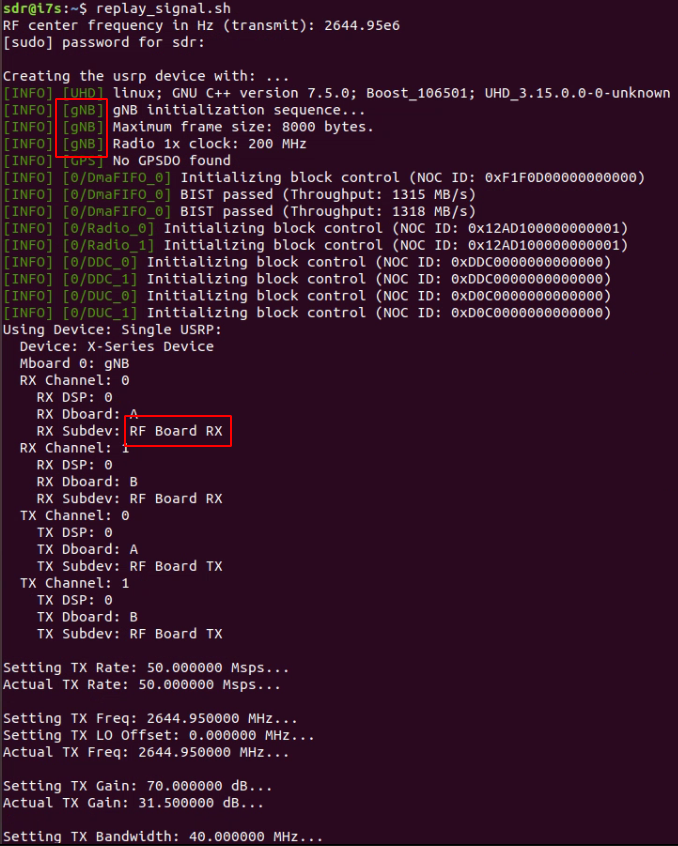 sdr@i7s:~$ replay_signal.sh
RF center frequency in Hz (transmit): 2644.95e6
[sudo] password for sdr:
Creating the usrp device with: ...
[INFO] [UHD] linux; GNU C++ version 7.5.0; Boost_106501; UHD_3.15.0.0-0-unknown
[INFO] [gNB] gNB initialization sequence...
[INFO] [gNB] Maximum frame size: 8000 bytes.
[INFO] [gNB] Radio 1x clock: 200 MHz
[INFO] [GPS] No GPSDO found
[INFO] [0/DmaFIFO_0] Initializing block control (NOC ID: 0xF1F0D00000000000)
[INFO] [0/DmaFIFO_0] BIST passed (Throughput: 1315 MB/s)
[INFO] [0/DmaFIFO_0] BIST passed (Throughput: 1318 MB/s)
[INFO] [0/Radio_0] Initializing block control (NOC ID: 0x12AD100000000001)
[INFO] [0/Radio_1] Initializing block control (NOC ID: 0x12AD100000000001)
[INFO] [0/DDC_0] Initializing block control (NOC ID: 0xDDC0000000000000)
[INFO] [0/DDC_1] Initializing block control (NOC ID: 0xDDC0000000000000)
[INFO] [0/DUC_0] Initializing block control (NOC ID: 0xD0C0000000000000)
[INFO] [0/DUC_1] Initializing block control (NOC ID: 0xD0C0000000000000)
Using Device: Single USRP:
Device: X-Series Device
Mboard 0: gNB
RX Channel: 0
RX DSP: 0
RX Dboard: A
RX Subdev: RF Board RX
RX Channel: 1
RX DSP: 0
RX Dboard: B
RX Subdev: RF Board RX
TX Channel: 0
TX DSP: 0
TX Dboard: A
TX Subdev: RF Board TX
TX Channel: 1
TX DSP: 0
TX Dboard: B
TX Subdev: RF Board TX
Setting TX Rate: 50.000000 Msps...
Actual TX Rate: 50.000000 Msps...
Setting TX Freq: 2644.950000 MHz...
Setting TX LO Offset: 0.000000 MHz...
Actual TX Freq: 2644.950000 MHz...
Setting TX Gain: 70.000000 dB...
Actual TX Gain: 31.500000 dB...
Setting TX Bandwidth: 40.000000 MHz...